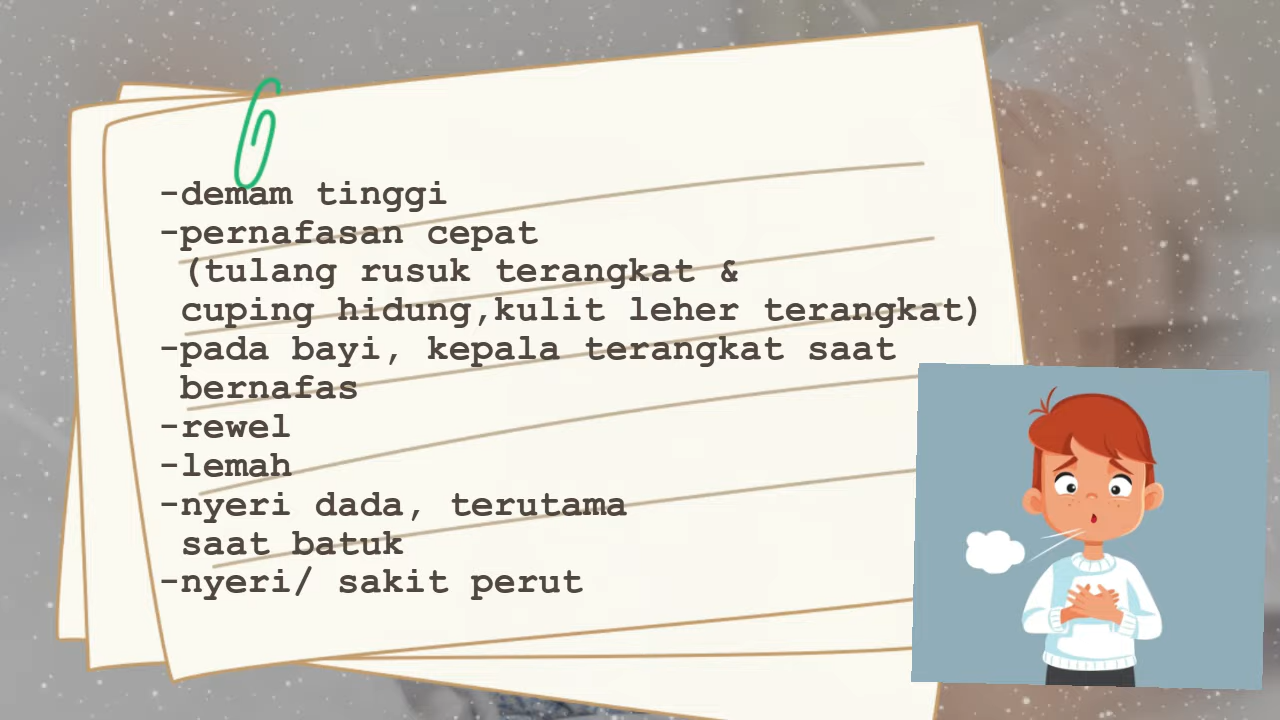 -demam tinggi
-pernafasan cepat
(tulang rusuk terangkat &
cuping hidung,kulit leher terangkat)
-pada bayi, kepala terangkat saat
bernafas
-rewel
-lemah
-nyeri dada, terutama
saat batuk
-nyeri/ sakit perut